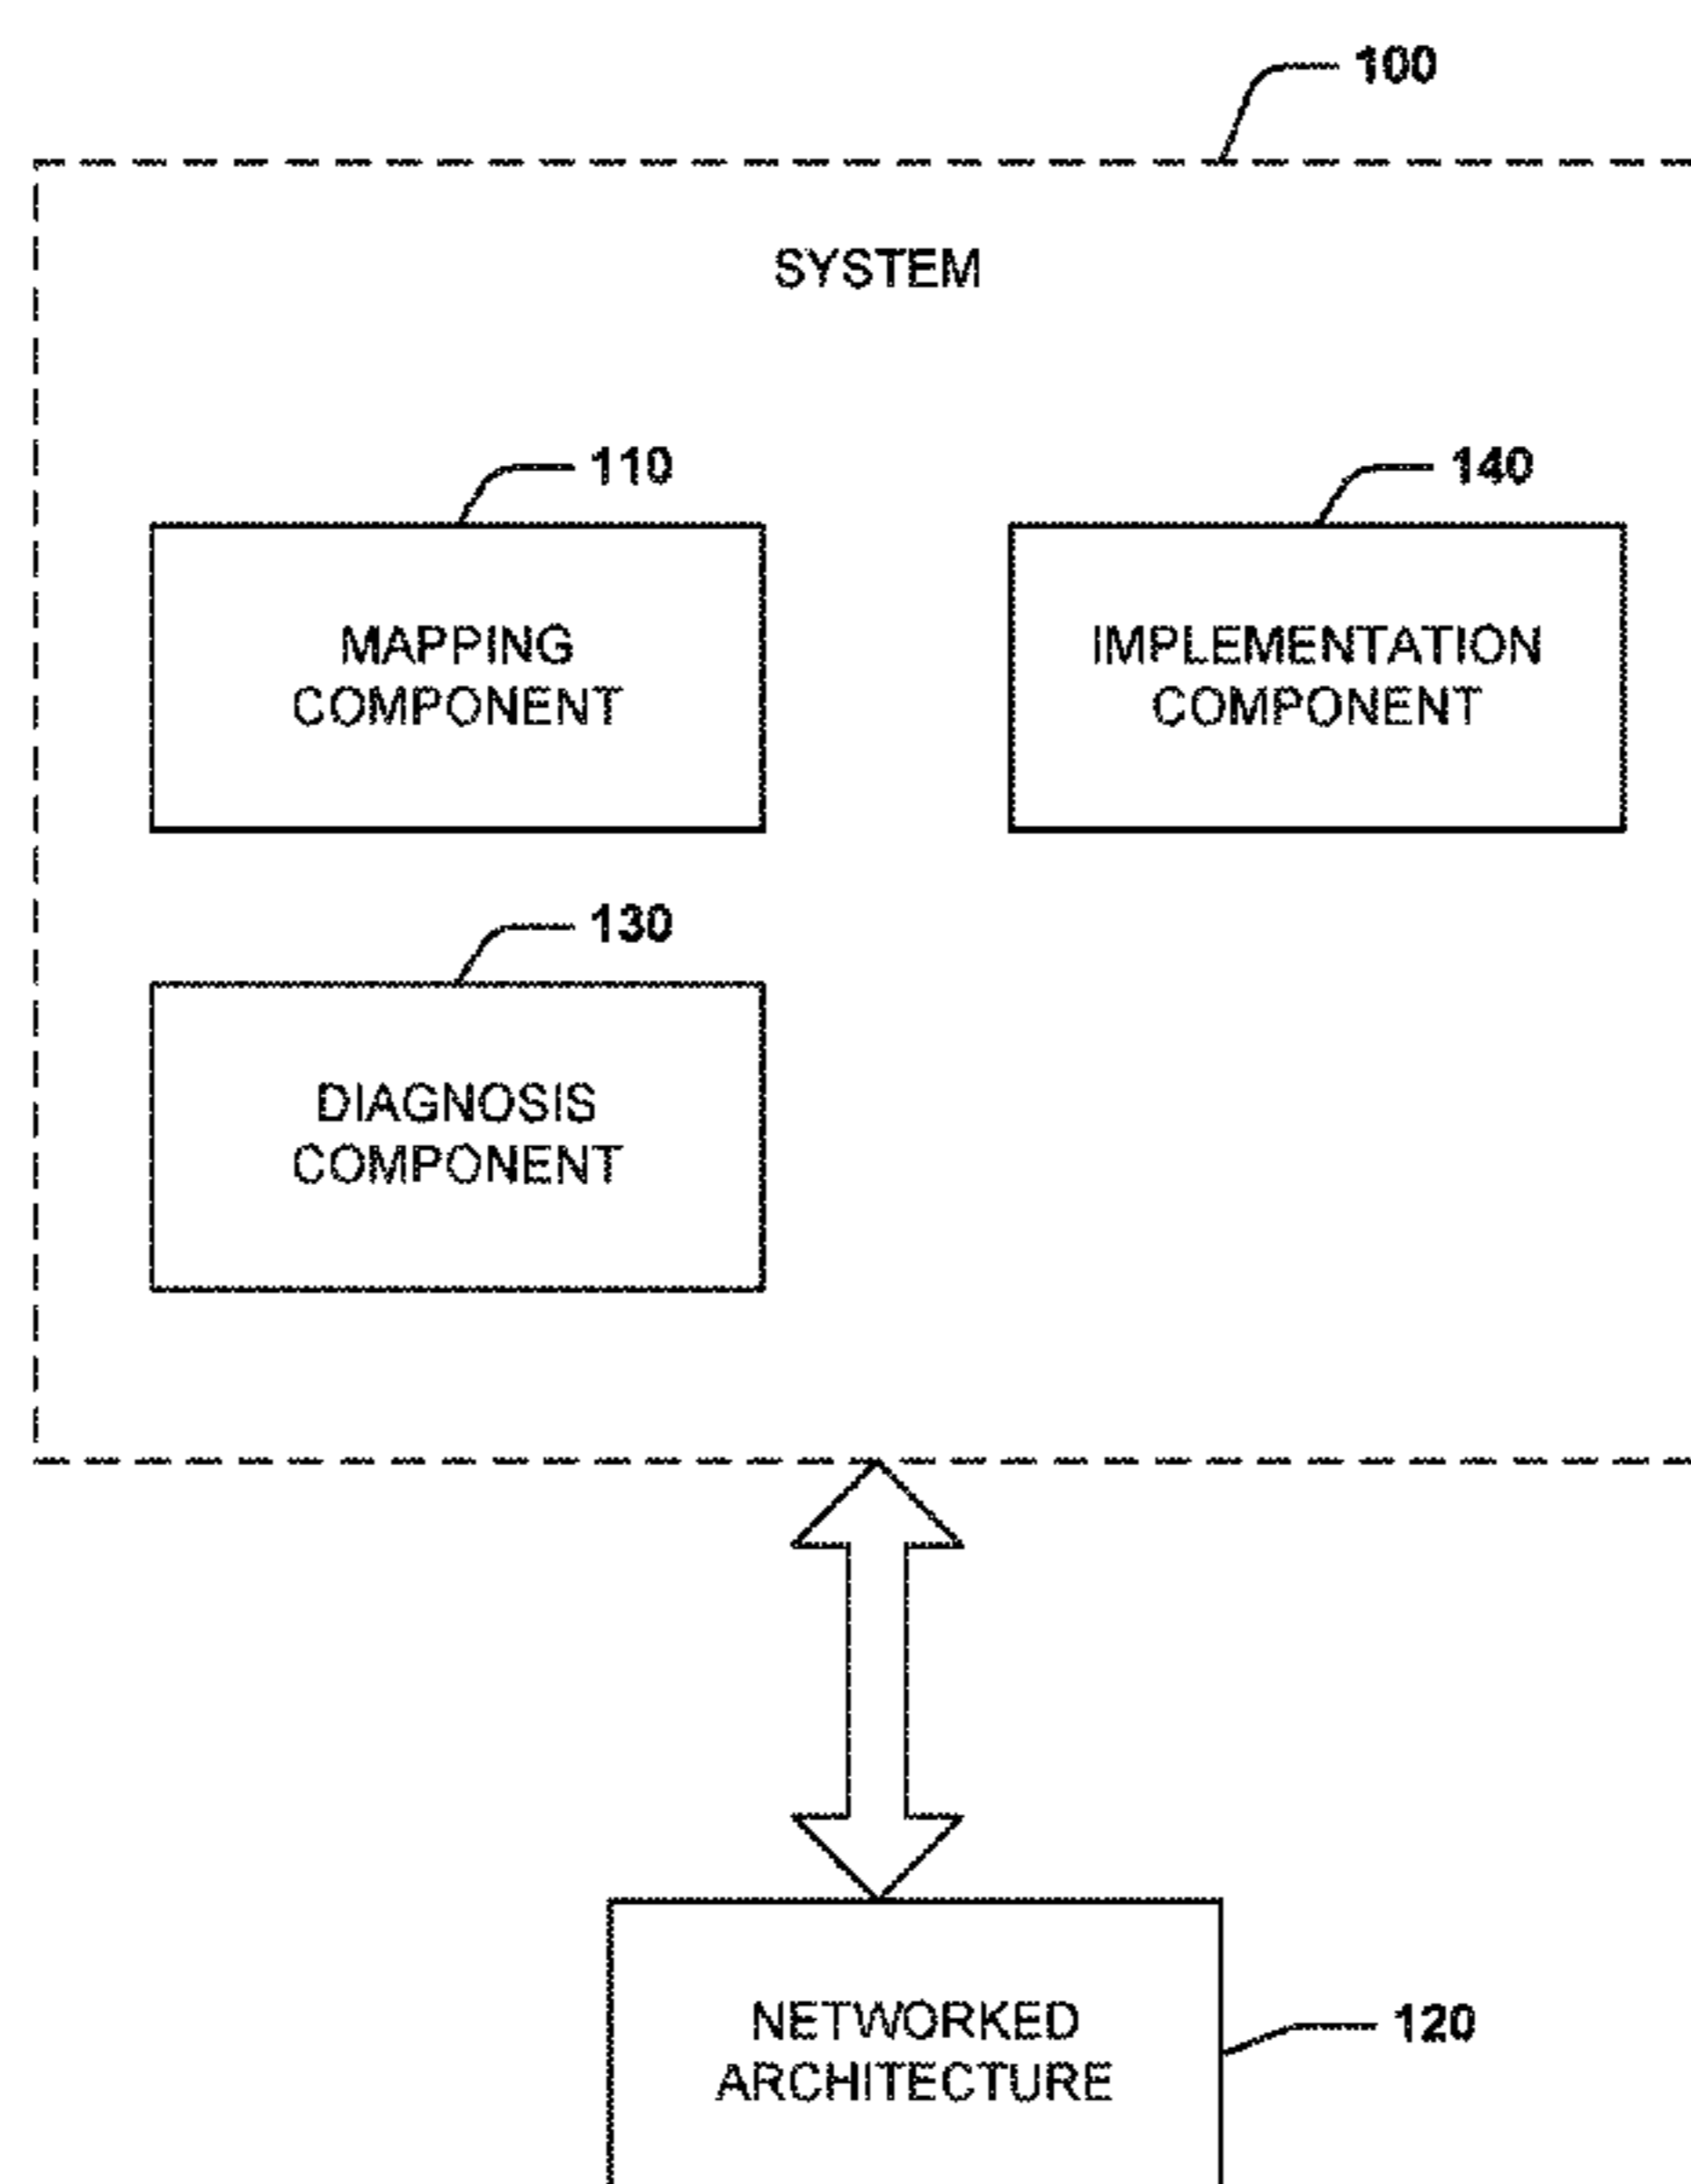 100
SYSTEM
110
140
MAPPING
COMPONENT
IMPLEMENTATION
COMPONENT
130
DIAGNOSIS
COMPONENT
NETWORKED
ARCHITECTURE
120